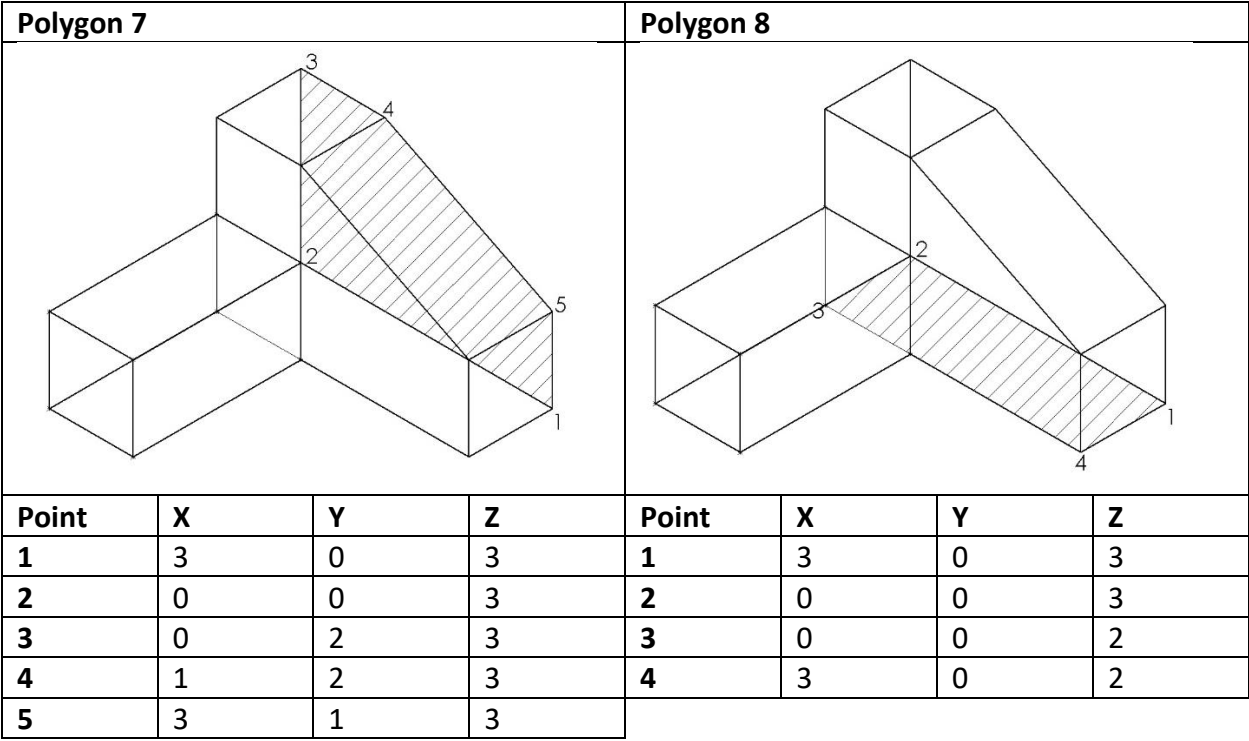 Polygon 7 Polygon 8
3
4
2
5
1
2
3
1
4
Point X Y Z Point X Y Z
1 3 0 3 1 3 0 3
2 0 0 3 2 0 0 3
3 0 2 3 3 0 0 2
4 1 2 3 4 3 0 2
5 3 1 3